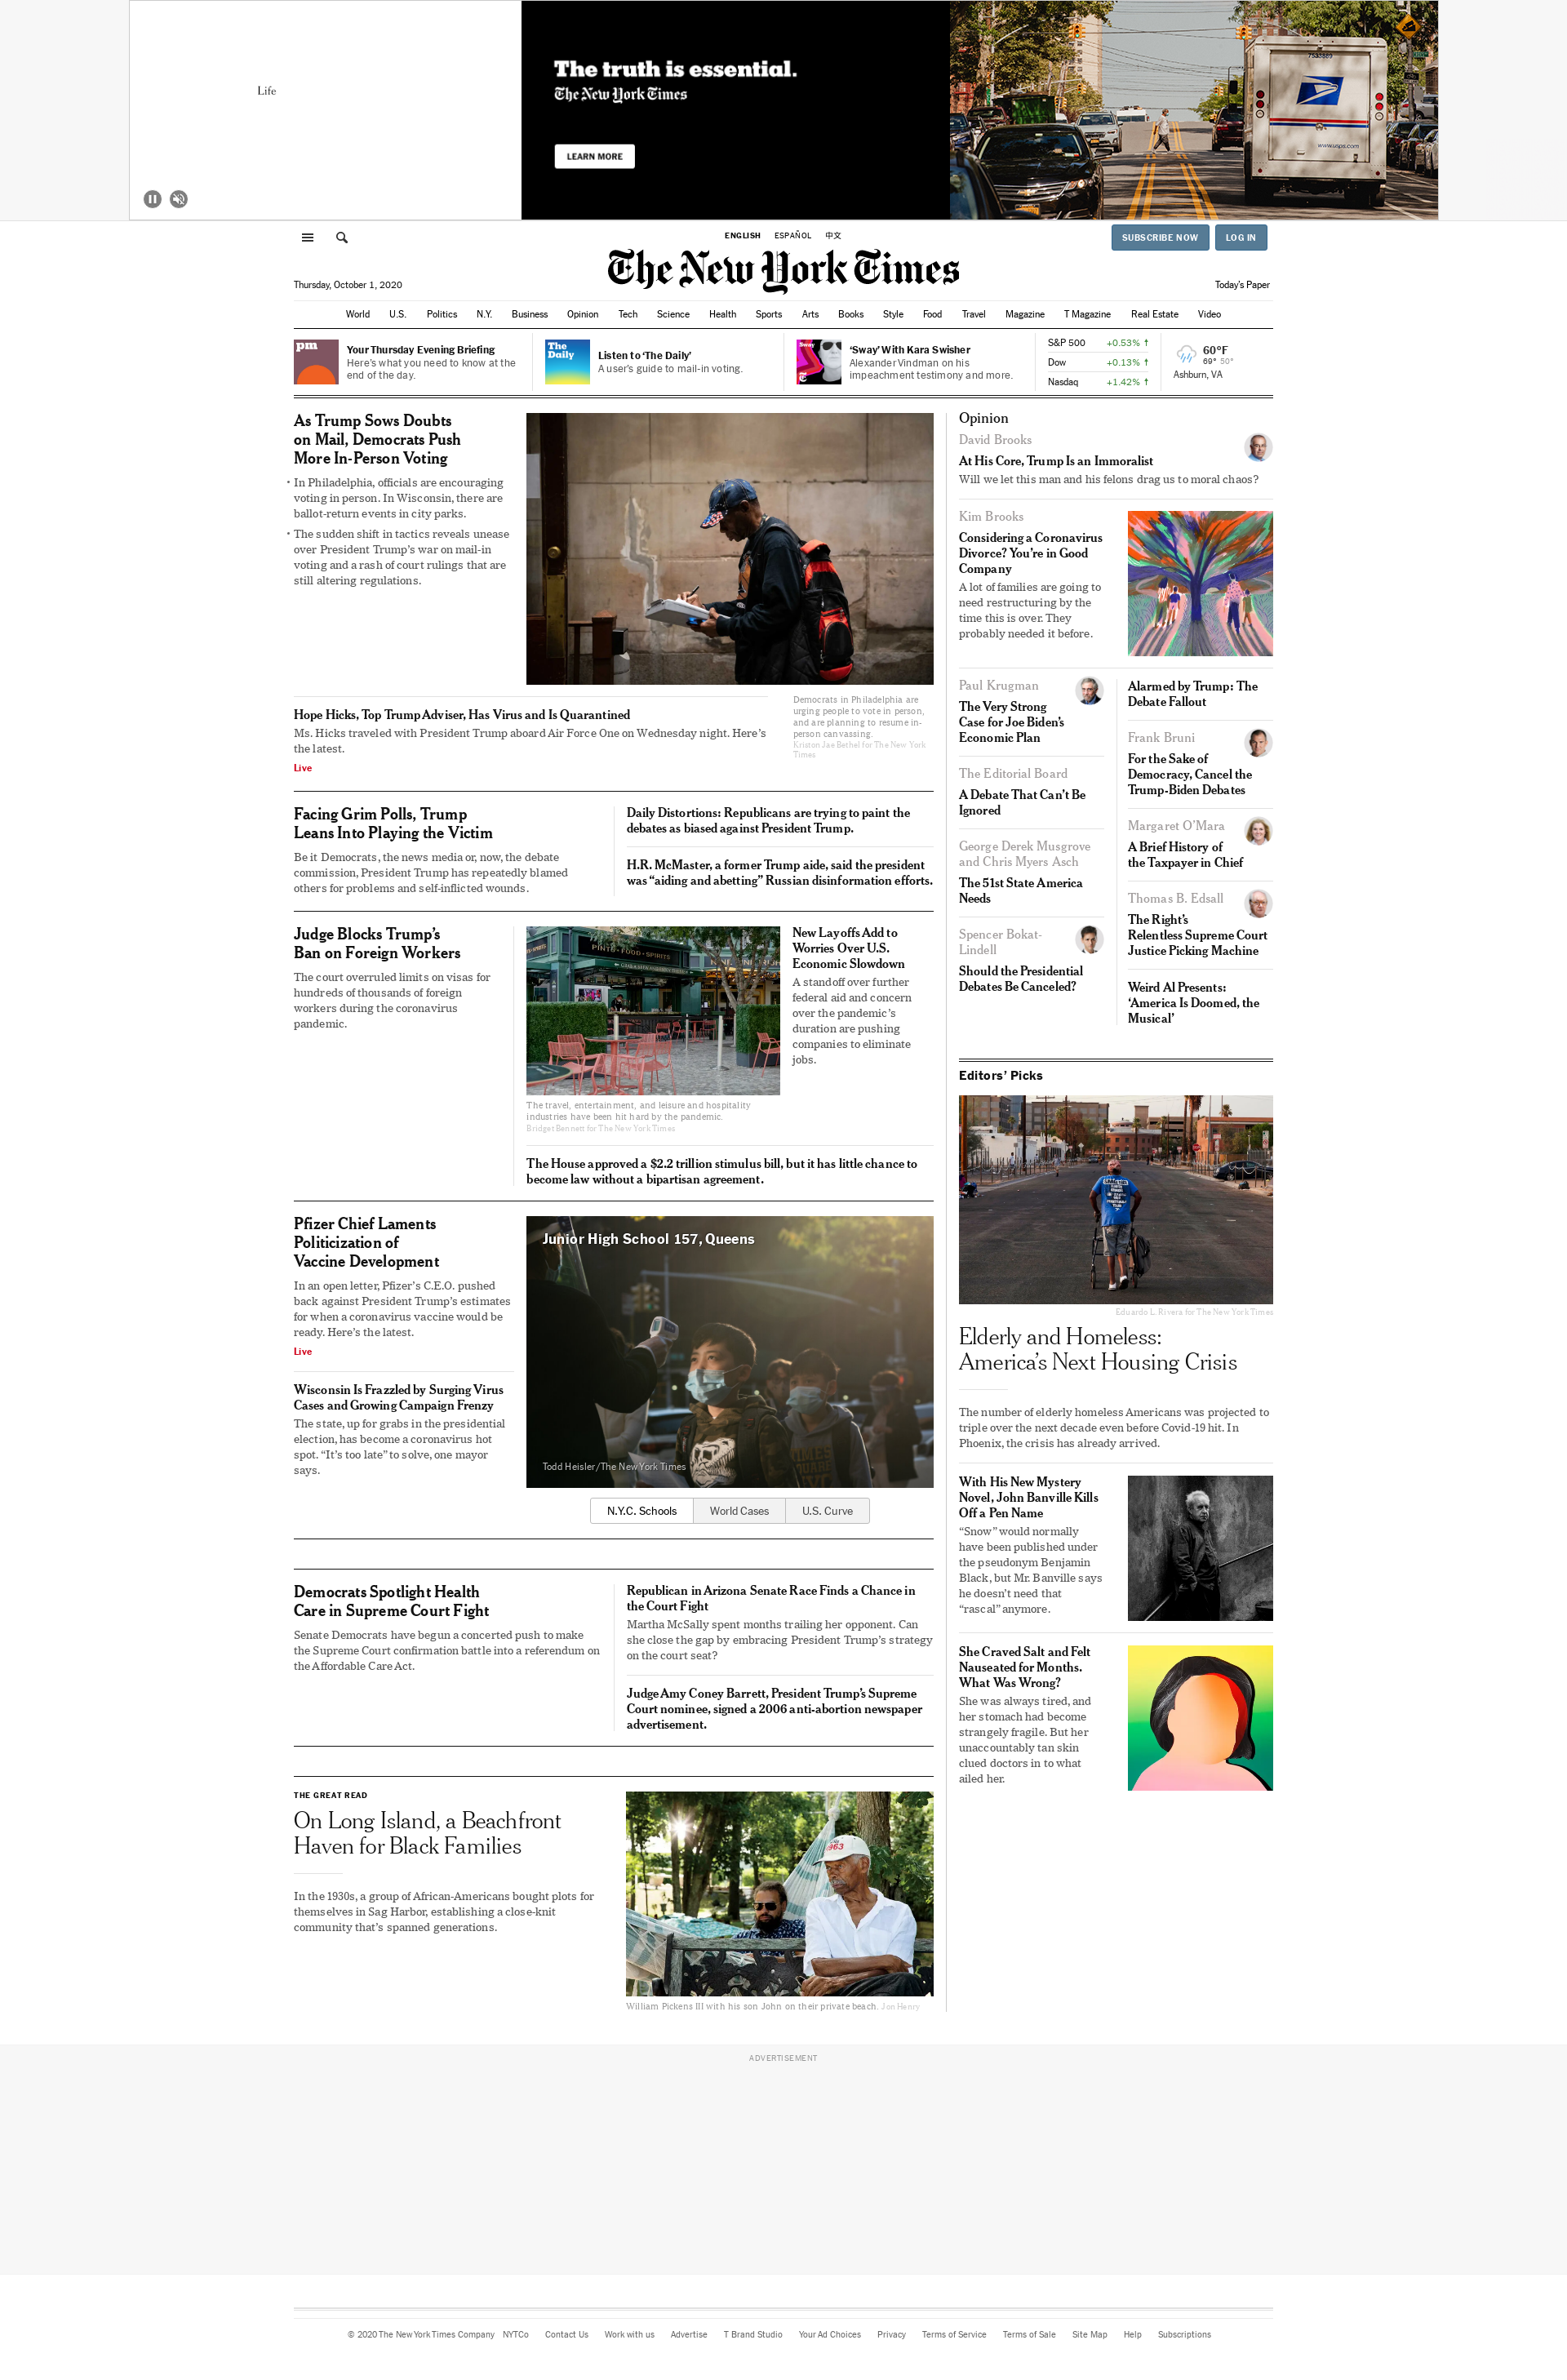 Life
The truth is essential.
The New York Times
LEARN MORE
7533869
www.usps.com
ENGLISH ESPAÑOL 中文
SUBSCRIBE NOW
LOG IN
The New York Times
Thursday, October 1, 2020
Today's Paper
World U.S. Politics N.Y. Business Opinion Tech Science Health Sports Arts Books Style Food Travel Magazine T Magazine Real Estate Video
pm
Your Thursday Evening Briefing
Here's what you need to know at the
end of the day.
The
Daily
Listen to ‘The Daily’
A user's guide to mail-in voting.
Sway
‘Sway’ With Kara Swisher
Alexander Vindman on his
impeachment testimony and more.
S&P 500 +0.53% ↑
Dow +0.13% ↑
Nasdaq +1.42% ↑
60°F
69° 50°
Ashburn, VA
As Trump Sows Doubts
on Mail, Democrats Push
More In-Person Voting
• In Philadelphia, officials are encouraging
voting in person. In Wisconsin, there are
ballot-return events in city parks.
• The sudden shift in tactics reveals unease
over President Trump’s war on mail-in
voting and a rash of court rulings that are
still altering regulations.
Democrats in Philadelphia are
urging people to vote in person,
and are planning to resume in-
person canvassing.
Kriston Jae Bethel for The New York
Times
Hope Hicks, Top Trump Adviser, Has Virus and Is Quarantined
Ms. Hicks traveled with President Trump aboard Air Force One on Wednesday night. Here’s
the latest.
Live
Facing Grim Polls, Trump
Leans Into Playing the Victim
Be it Democrats, the news media or, now, the debate
commission, President Trump has repeatedly blamed
others for problems and self-inflicted wounds.
Daily Distortions: Republicans are trying to paint the
debates as biased against President Trump.
H.R. McMaster, a former Trump aide, said the president
was “aiding and abetting” Russian disinformation efforts.
Judge Blocks Trump’s
Ban on Foreign Workers
The court overruled limits on visas for
hundreds of thousands of foreign
workers during the coronavirus
pandemic.
PINTO·FOOD·SPIRITS
The travel, entertainment, and leisure and hospitality
industries have been hit hard by the pandemic.
Bridget Bennett for The New York Times
New Layoffs Add to
Worries Over U.S.
Economic Slowdown
A standoff over further
federal aid and concern
over the pandemic’s
duration are pushing
companies to eliminate
jobs.
The House approved a $2.2 trillion stimulus bill, but it has little chance to
become law without a bipartisan agreement.
Pfizer Chief Laments
Politicization of
Vaccine Development
In an open letter, Pfizer’s C.E.O. pushed
back against President Trump’s estimates
for when a coronavirus vaccine would be
ready. Here’s the latest.
Live
Wisconsin Is Frazzled by Surging Virus
Cases and Growing Campaign Frenzy
The state, up for grabs in the presidential
election, has become a coronavirus hot
spot. “It’s too late” to solve, one mayor
says.
Junior High School 157, Queens
Todd Heisler/The New York Times
N.Y.C. Schools
World Cases
U.S. Curve
Democrats Spotlight Health
Care in Supreme Court Fight
Senate Democrats have begun a concerted push to make
the Supreme Court confirmation battle into a referendum on
the Affordable Care Act.
Republican in Arizona Senate Race Finds a Chance in
the Court Fight
Martha McSally spent months trailing her opponent. Can
she close the gap by embracing President Trump’s strategy
on the court seat?
Judge Amy Coney Barrett, President Trump’s Supreme
Court nominee, signed a 2006 anti-abortion newspaper
advertisement.
THE GREAT READ
On Long Island, a Beachfront
Haven for Black Families
In the 1930s, a group of African-Americans bought plots for
themselves in Sag Harbor, establishing a close-knit
community that’s spanned generations.
William Pickens III with his son John on their private beach. Jon Henry
Opinion
David Brooks
At His Core, Trump Is an Immoralist
Will we let this man and his felons drag us to moral chaos?
Kim Brooks
Considering a Coronavirus
Divorce? You’re in Good
Company
A lot of families are going to
need restructuring by the
time this is over. They
probably needed it before.
Paul Krugman
The Very Strong
Case for Joe Biden’s
Economic Plan
The Editorial Board
A Debate That Can’t Be
Ignored
George Derek Musgrove
and Chris Myers Asch
The 51st State America
Needs
Spencer Bokat-
Lindell
Should the Presidential
Debates Be Canceled?
Alarmed by Trump: The
Debate Fallout
Frank Bruni
For the Sake of
Democracy, Cancel the
Trump-Biden Debates
Margaret O’Mara
A Brief History of
the Taxpayer in Chief
Thomas B. Edsall
The Right’s
Relentless Supreme Court
Justice Picking Machine
Weird Al Presents:
‘America Is Doomed, the
Musical’
Editors’ Picks
Eduardo L. Rivera for The New York Times
Elderly and Homeless:
America’s Next Housing Crisis
The number of elderly homeless Americans was projected to
triple over the next decade even before Covid-19 hit. In
Phoenix, the crisis has already arrived.
With His New Mystery
Novel, John Banville Kills
Off a Pen Name
“Snow” would normally
have been published under
the pseudonym Benjamin
Black, but Mr. Banville says
he doesn’t need that
“rascal” anymore.
She Craved Salt and Felt
Nauseated for Months.
What Was Wrong?
She was always tired, and
her stomach had become
strangely fragile. But her
unaccountably tan skin
clued doctors in to what
ailed her.
ADVERTISEMENT
© 2020 The New York Times Company NYTCo Contact Us Work with us Advertise T Brand Studio Your Ad Choices Privacy Terms of Service Terms of Sale Site Map Help Subscriptions